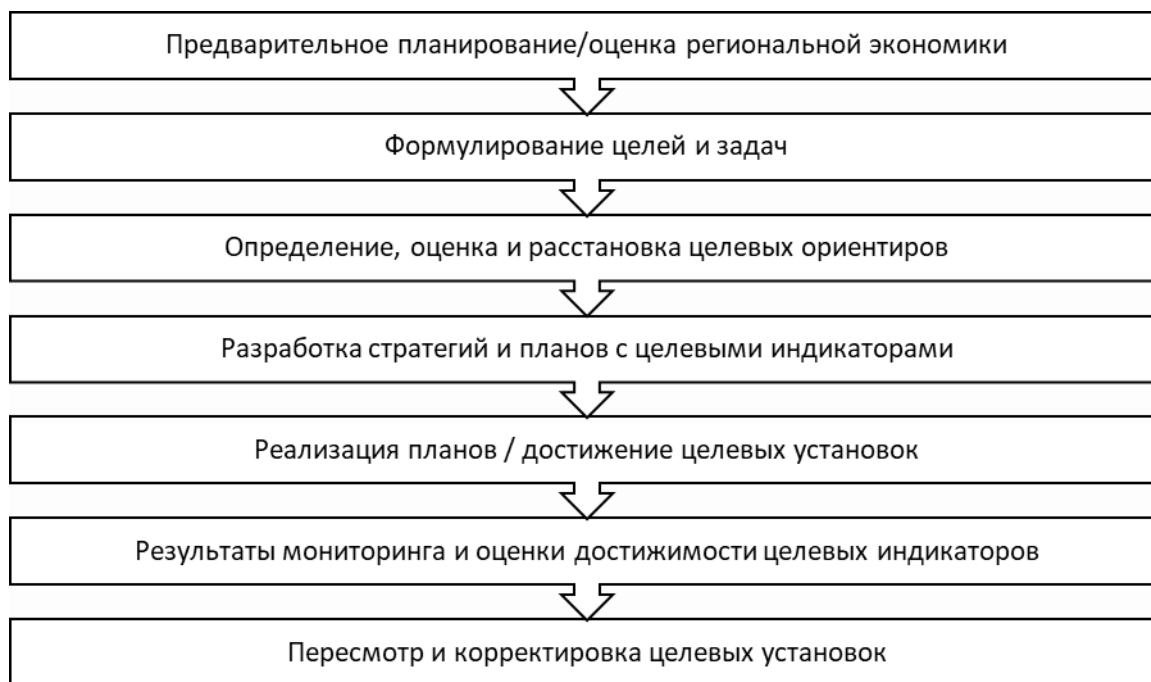 Предварительное планирование/оценка региональной экономики
Формулирование целей и задач
Определение, оценка и расстановка целевых ориентиров
Разработка стратегий и планов с целевыми индикаторами
Реализация планов / достижение целевых установок
Результаты мониторинга и оценки достижимости целевых индикаторов
Пересмотр и корректировка целевых установок